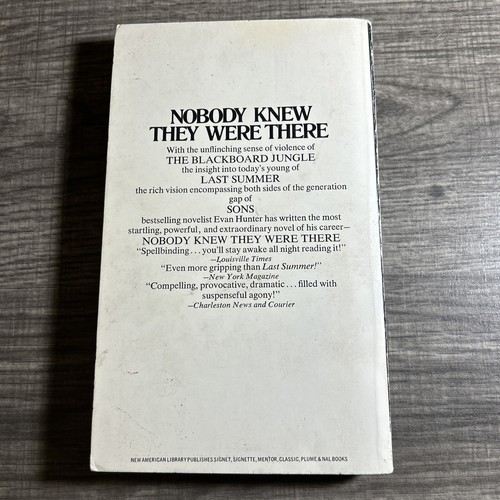 NOBODY KNEW
THEY WERE THERE
With the unflinching sense of violence of
THE BLACKBOARD JUNGLE
the insight into today's young of
LAST SUMMER
the rich vision encompassing both sides of the generation
gap of
SONS
bestselling novelist Evan Hunter has written the most
startling, powerful, and extraordinary novel of his career—
NOBODY KNEW THEY WERE THERE
"Spellbinding . . . you'll stay awake all night reading it!"
—Louisville Times
"Even more gripping than Last Summer!"
—New York Magazine
"Compelling, provocative, dramatic . . . filled with
suspenseful agony!"
—Charleston News and Courier
NEW AMERICAN LIBRARY PUBLISHES SIGNET, SIGNETTE, MENTOR, CLASSIC, PLUME & NAL BOOKS